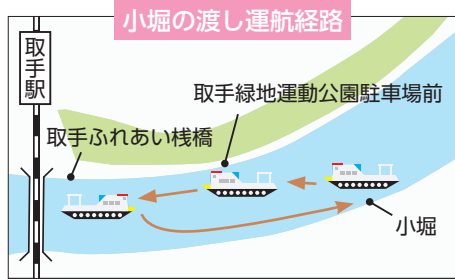 小堀の渡し運航経路
取手駅
取手緑地運動公園駐車場前
取手ふれあい桟橋
小堀